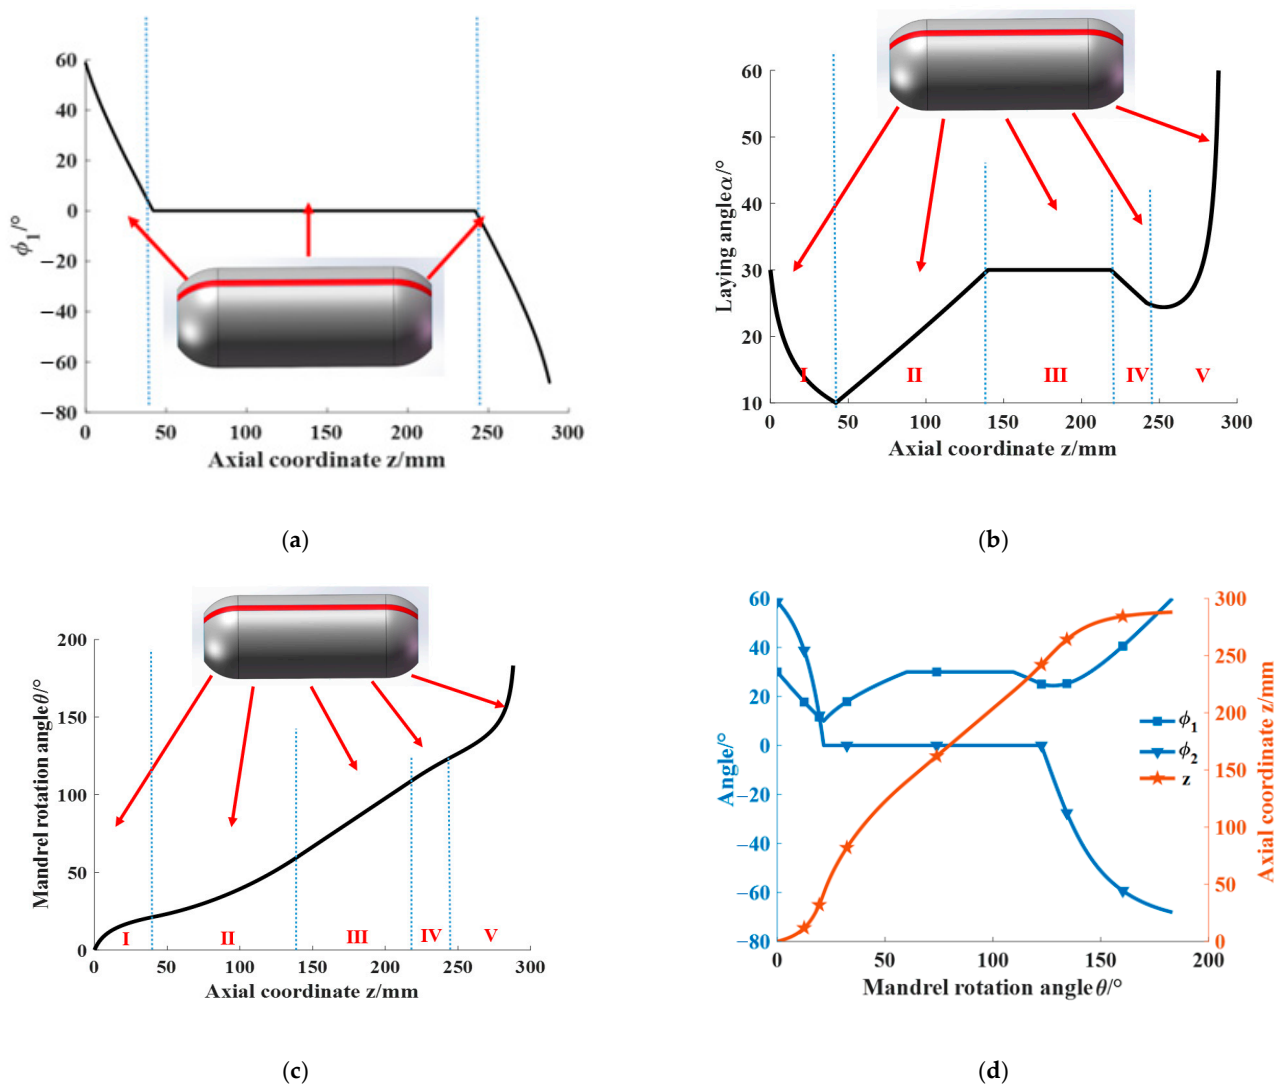 60
40
20
0
−20
−40
−60
−80
ϕ1/°
0 50 100 150 200 250 300
Axial coordinate z/mm
(a)
60
50
40
30
20
10
Laying angle α/°
I II III IV V
0 50 100 150 200 250 300
Axial coordinate z/mm
(b)
200
150
100
50
0
Mandrel rotation angle θ/°
I II III IV V
0 50 100 150 200 250 300
Axial coordinate z/mm
(c)
60
40
20
0
−20
−40
−60
−80
Angle/°
ϕ1
ϕ2
z
300
250
200
150
100
50
0
Axial coordinate z/mm
0 50 100 150 200
Mandrel rotation angle θ/°
(d)